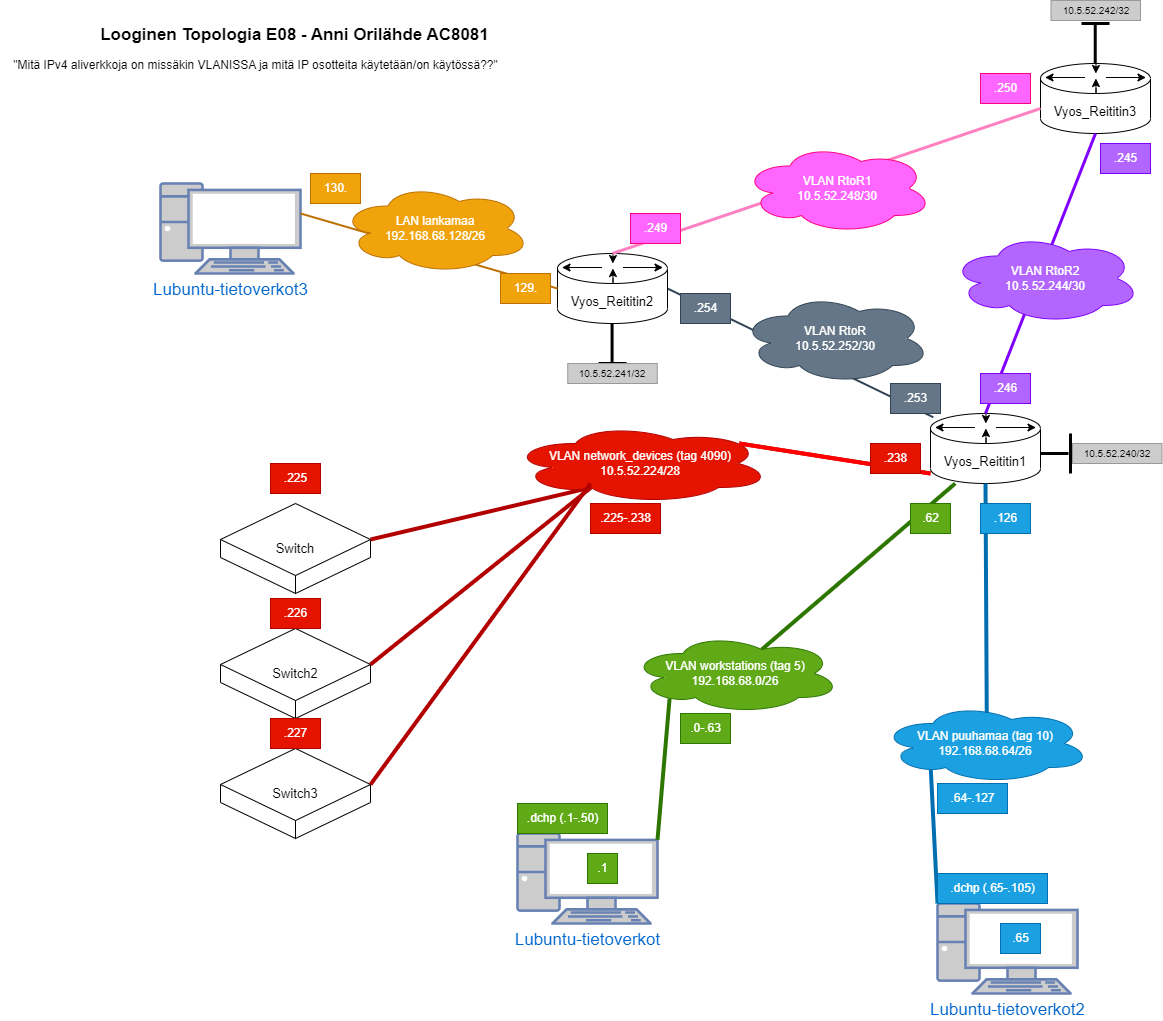 Looginen Topologia E08 - Anni Orilähde AC8081
"Mitä IPv4 aliverkkoja on missäkin VLANISSA ja mitä IP osotteita käytetään/on käytössä??"
10.5.52.242/32
.250
Vyos_Reititin3
.245
VLAN RtoR1
10.5.52.248/30
130.
LAN lankamaa
192.168.68.128/26
.249
Lubuntu-tietoverkot3
129.
Vyos_Reititin2
.254
VLAN RtoR2
10.5.52.244/30
VLAN RtoR
10.5.52.252/30
10.5.52.241/32
.253
.246
VLAN network_devices (tag 4090)
10.5.52.224/28
.238
Vyos_Reititin1
10.5.52.240/32
.225
.225-.238
.62
.126
Switch
.226
Switch2
VLAN workstations (tag 5)
192.168.68.0/26
.227
.0-.63
VLAN puuhamaa (tag 10)
192.168.68.64/26
Switch3
.64-.127
.dchp (.1-.50)
.1
.dchp (.65-.105)
Lubuntu-tietoverkot
.65
Lubuntu-tietoverkot2